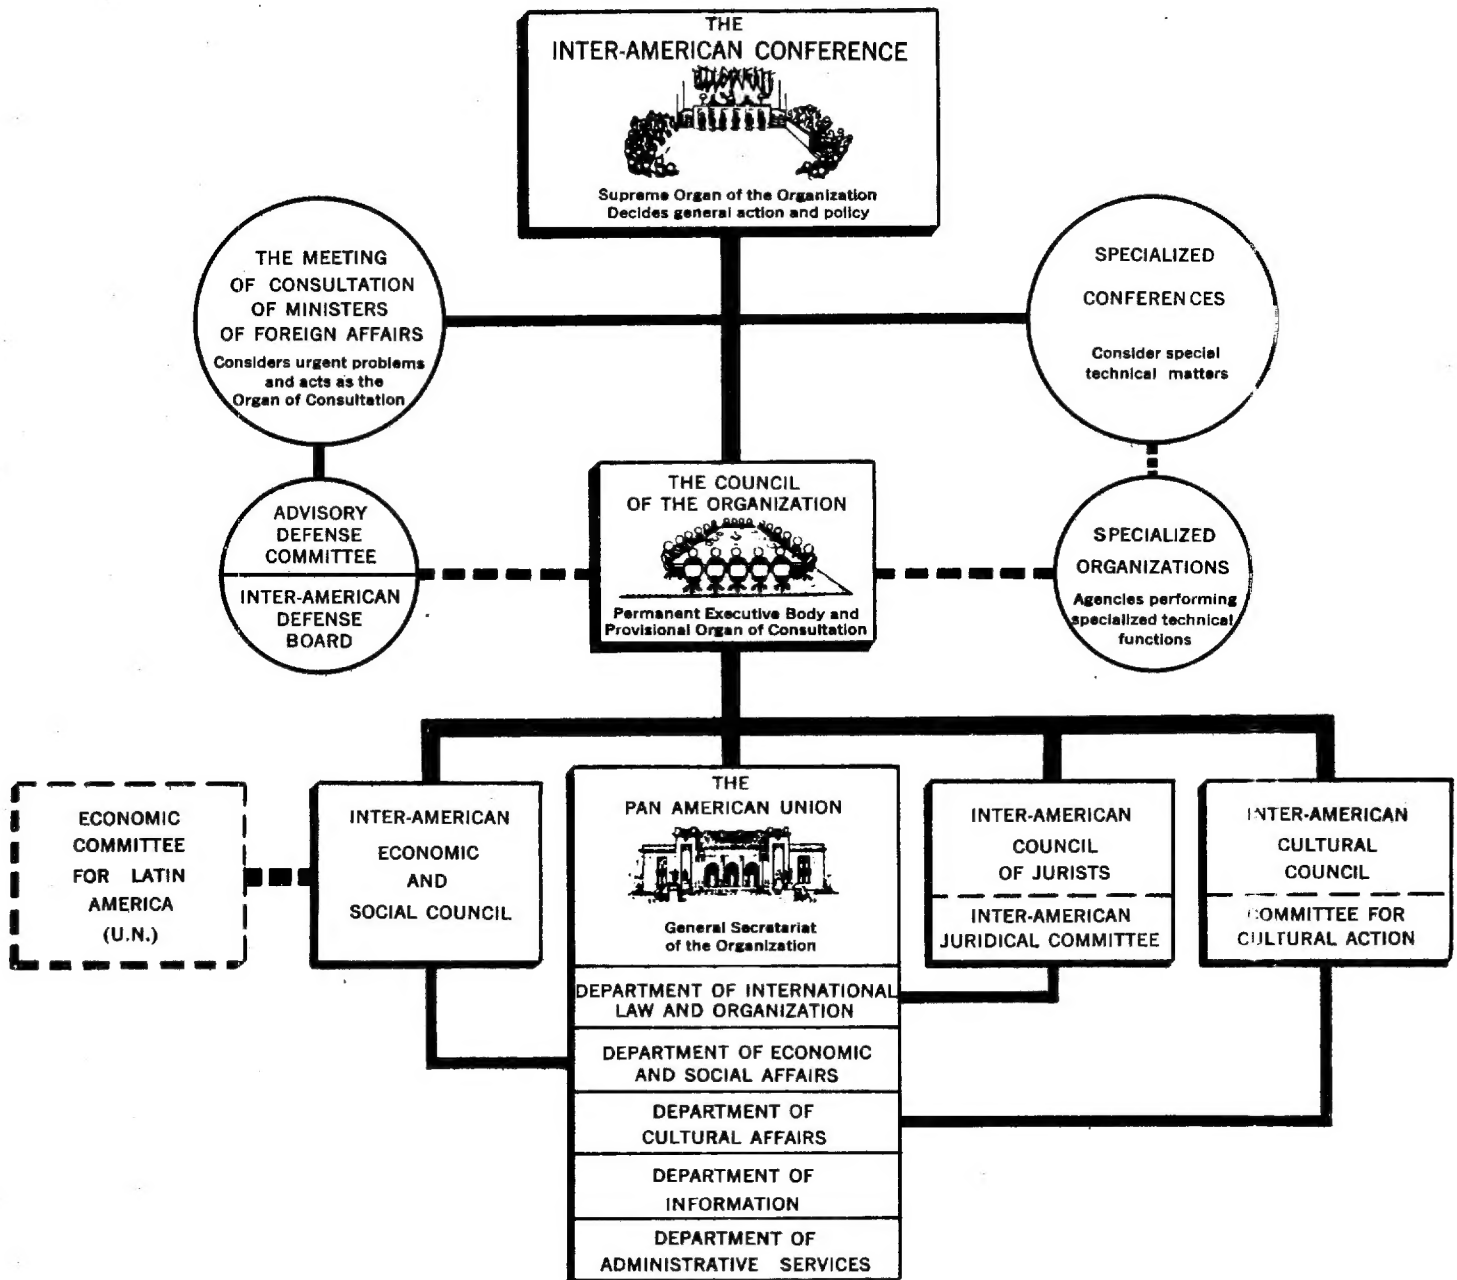 THE
INTER-AMERICAN CONFERENCE
Supreme Organ of the Organization
Decides general action and policy
THE MEETING
OF CONSULTATION
OF MINISTERS
OF FOREIGN AFFAIRS
Considers urgent problems
and acts as the
Organ of Consultation
SPECIALIZED
CONFERENCES
Consider special
technical matters
ADVISORY
DEFENSE
COMMITTEE
INTER-AMERICAN
DEFENSE
BOARD
THE COUNCIL
OF THE ORGANIZATION
Permanent Executive Body and
Provisional Organ of Consultation
SPECIALIZED
ORGANIZATIONS
Agencies performing
specialized technical
functions
ECONOMIC
COMMITTEE
FOR LATIN
AMERICA
(U.N.)
INTER-AMERICAN
ECONOMIC
AND
SOCIAL COUNCIL
THE
PAN AMERICAN UNION
General Secretariat
of the Organization
DEPARTMENT OF INTERNATIONAL
LAW AND ORGANIZATION
DEPARTMENT OF ECONOMIC
AND SOCIAL AFFAIRS
DEPARTMENT OF
CULTURAL AFFAIRS
DEPARTMENT OF
INFORMATION
DEPARTMENT OF
ADMINISTRATIVE SERVICES
INTER-AMERICAN
COUNCIL
OF JURISTS
INTER-AMERICAN
JURIDICAL COMMITTEE
INTER-AMERICAN
CULTURAL
COUNCIL
COMMITTEE FOR
CULTURAL ACTION